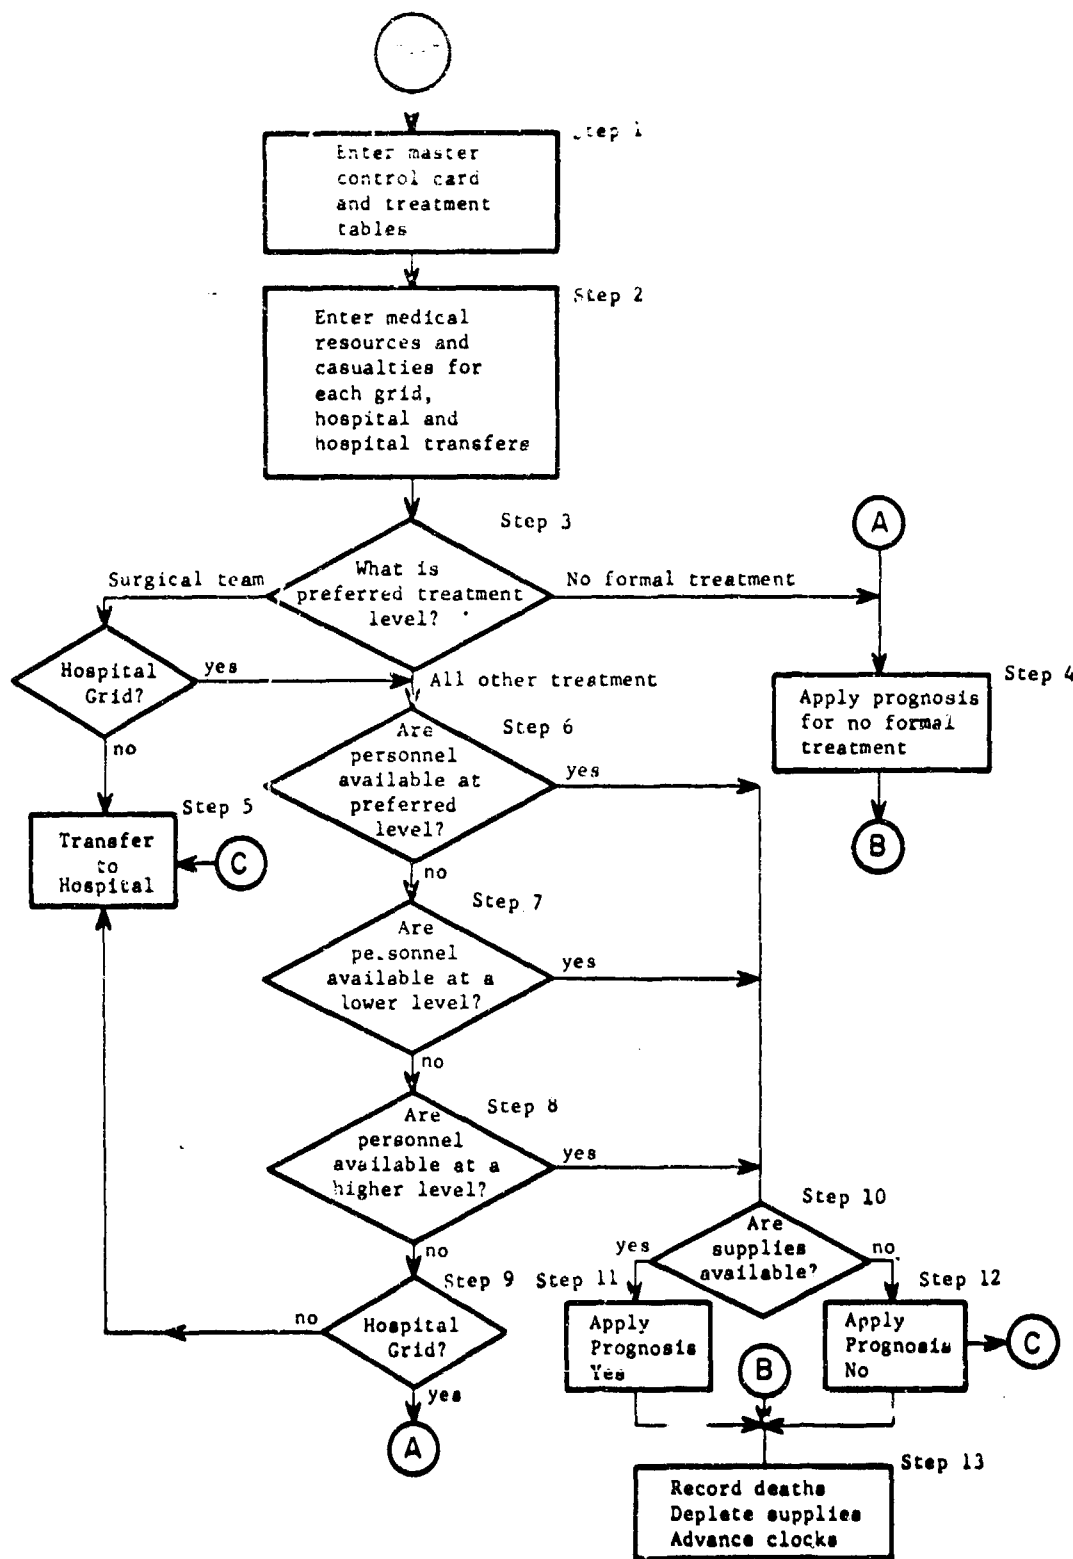 Step 1
Enter master
control card
and treatment
tables
Step 2
Enter medical
resources and
casualties for
each grid,
hospital and
hospital transfers
Step 3
What is
preferred treatment
level?
Surgical team
No formal treatment
A
Hospital
Grid?
yes
no
All other treatment
Step 4
Apply prognosis
for no formal
treatment
B
Step 5
Transfer
to
Hospital
C
Step 6
Are
personnel
available at
preferred
level?
yes
no
Step 7
Are
personnel
available at a
lower level?
yes
no
Step 8
Are
personnel
available at a
higher level?
yes
no
Step 9
Hospital
Grid?
no
yes
A
Step 10
Are
supplies
available?
yes
no
Step 11
Apply
Prognosis
Yes
Step 12
Apply
Prognosis
No
C
B
Step 13
Record deaths
Deplete supplies
Advance clocks